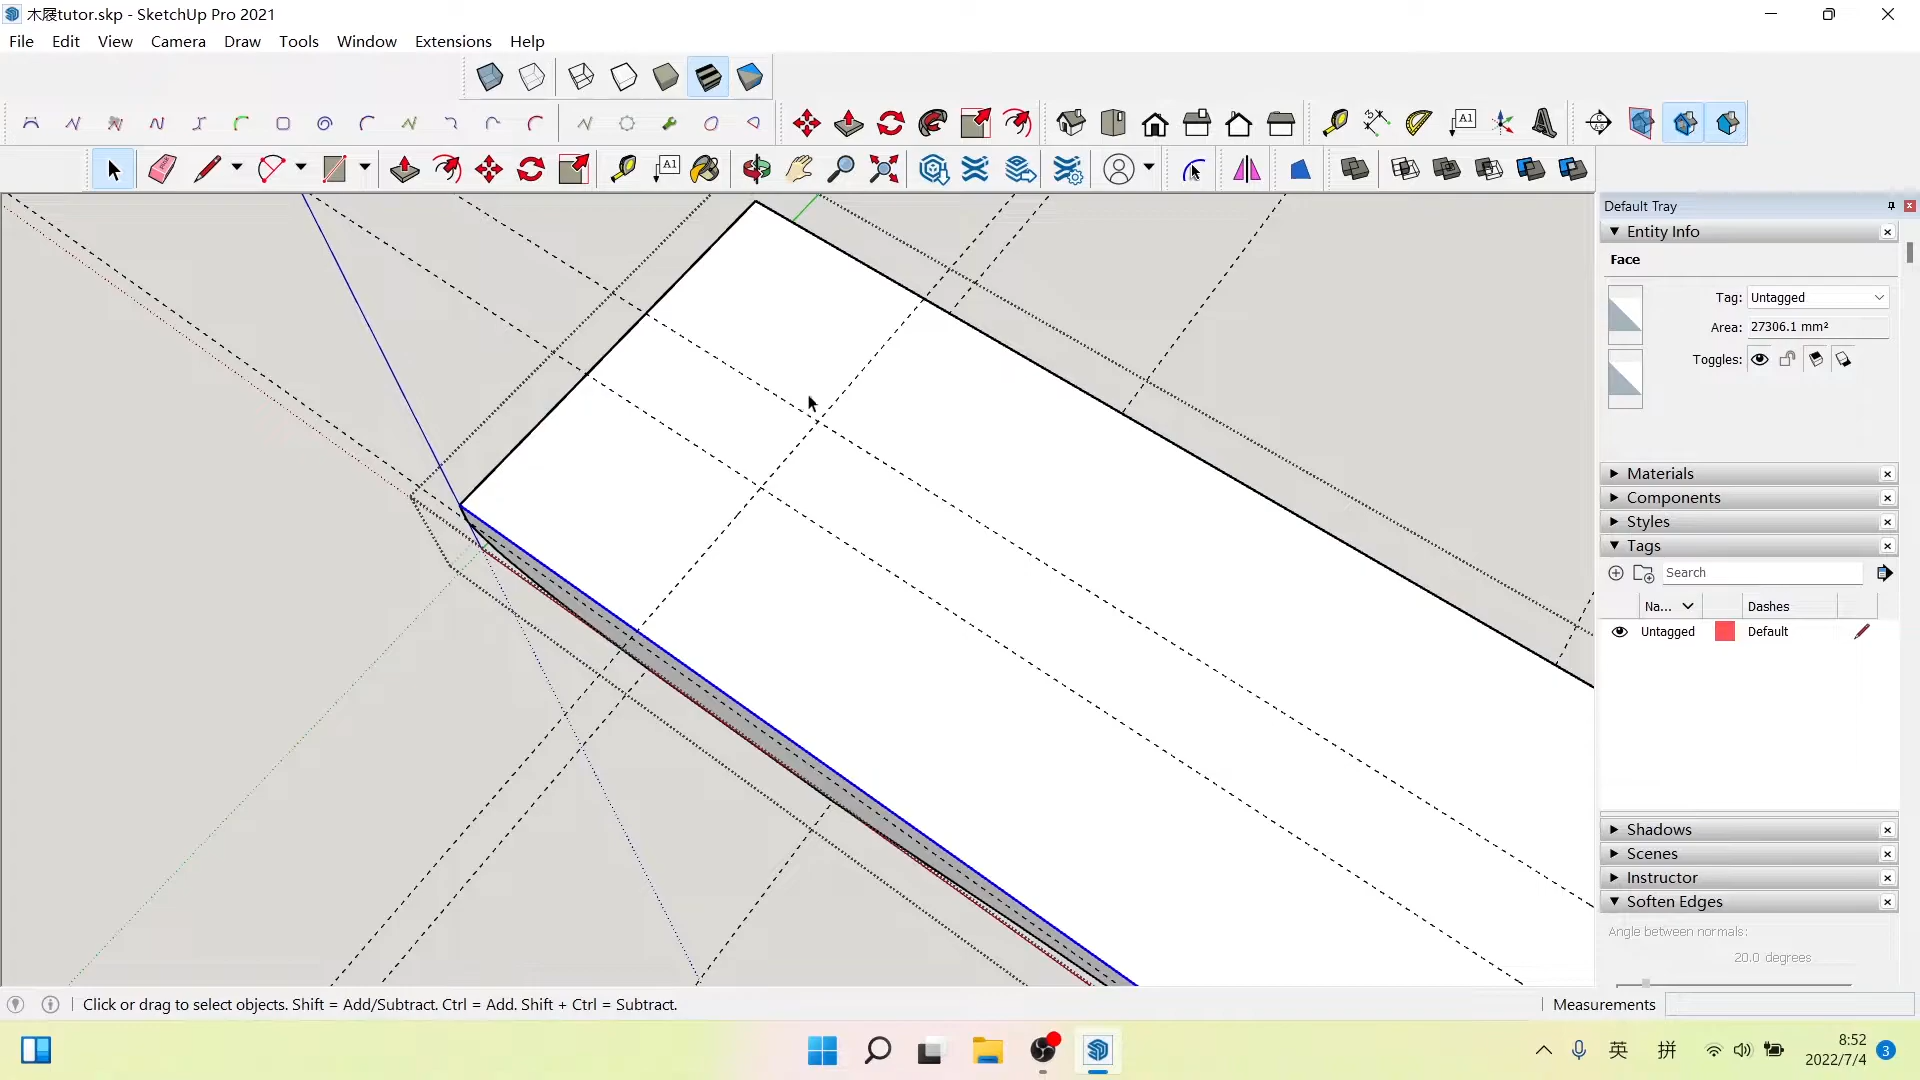 木屐tutor.skp - SketchUp Pro 2021
File Edit View Camera Draw Tools Window Extensions Help
A1
A1
Default Tray
Entity Info
Face
Tag: Untagged
Area: 27306.1 mm²
Toggles:
Materials
Components
Styles
Tags
Search
Na... Dashes
Untagged Default
Shadows
Scenes
Instructor
Soften Edges
Angle between normals:
20.0 degrees
Click or drag to select objects. Shift = Add/Subtract. Ctrl = Add. Shift + Ctrl = Subtract.
Measurements
英 拼 8:52
2022/7/4 3